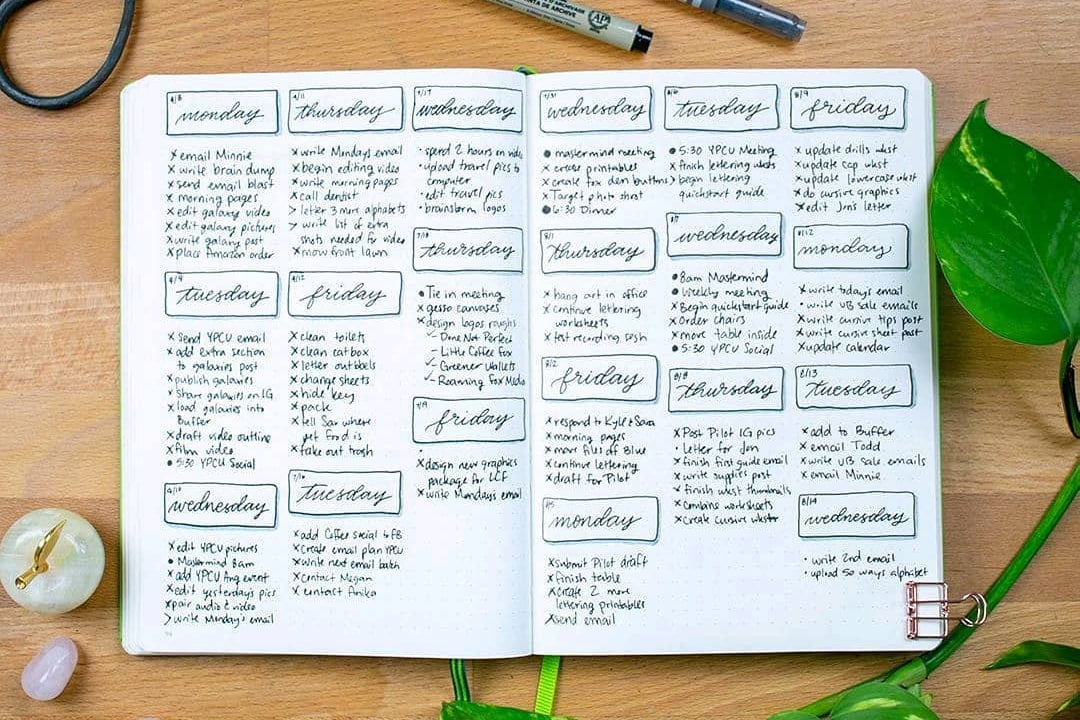 DE ARCHIVE
AP
4/8
monday
x email Minnie
x write brain dump
x send email blast
x morning pages
x edit galaxy video
x edit galaxy pictures
x write galaxy post
x place Amazon order
4/9
tuesday
x send YPCU email
x add extra section
to galaxies post
x publish galaxies
x share galaxies on IG
x load galaxies into
Buffer
x draft video outline
x film video
• 5:30 YPCU Social
wednesday
x edit YPCU pictures
• Mastermind 8am
x add YPCU Aug event
x edit yesterday's pics
x pair audio & video
> write Monday's email
4/11
thursday
x write Monday's email
x begin editing video
x write morning pages
x call dentist
> letter 3 more alphabets
> write list of extra
shots needed for video
x mow front lawn
4/12
friday
x clean toilets
x clean catbox
x letter outbbels
x change sheets
x hide key
x pack
x tell Sar where
pet food is
x take out trash
7/16
tuesday
x add Coffee social to FB
x create email plan YPCU
x write next email batch
x contact Megan
x contact Anika
7/17
wednesday
• spend 2 hours on video
• upload travel pics to
computer
• edit travel pics
• brainstorm logos
7/18
thursday
• Tie in meeting
x gesso canvases
x design logos roughs
Dome Not Perfect
Little Coffee Fox
Greener Wallets
Roaming Fox Media
friday
x design new graphics
package for LCF
x write Monday's email
7/31
wednesday
• mastermind meeting
x create printables
x create fox den buttons
x Target photo shoot
• 6:30 Dinner
8/1
thursday
x hang art in office
x continue lettering
worksheets
x test recording
8/2
friday
x respond to Kyle & Sara
x morning pages
x move files off Blue
x continue lettering
x draft for Pilot
monday
x submit Pilot draft
x finish table
x create 2 more
lettering printables
x send email
8/6
tuesday
• 5:30 YPCU Meeting
x finish lettering wksts
> begin lettering
quickstart guide
8/7
wednesday
• 8am Mastermind
• weekly meeting
x Begin quickstart guide
x Order chairs
x move table inside
• 5:30 YPCU Social
8/8
thursday
x Post Pilot IG pics
• Letter for Jon
x finish first guide email
x write supplies post
x finish wkst thumbnails
x combine worksheets
x create cursive wkst
8/9
friday
x update drills wkst
x update cap wkst
x update lowercase wkst
x do cursive graphics
x edit Jon's letter
8/12
monday
x write todays email
• write VB sale emails
x write cursive tips post
x write cursive sheet post
x update calendar
8/13
tuesday
x add to Buffer
x email Todd
x write VB sale emails
x email Minnie
8/14
wednesday
• write 2nd email
• upload 50 ways alphabet